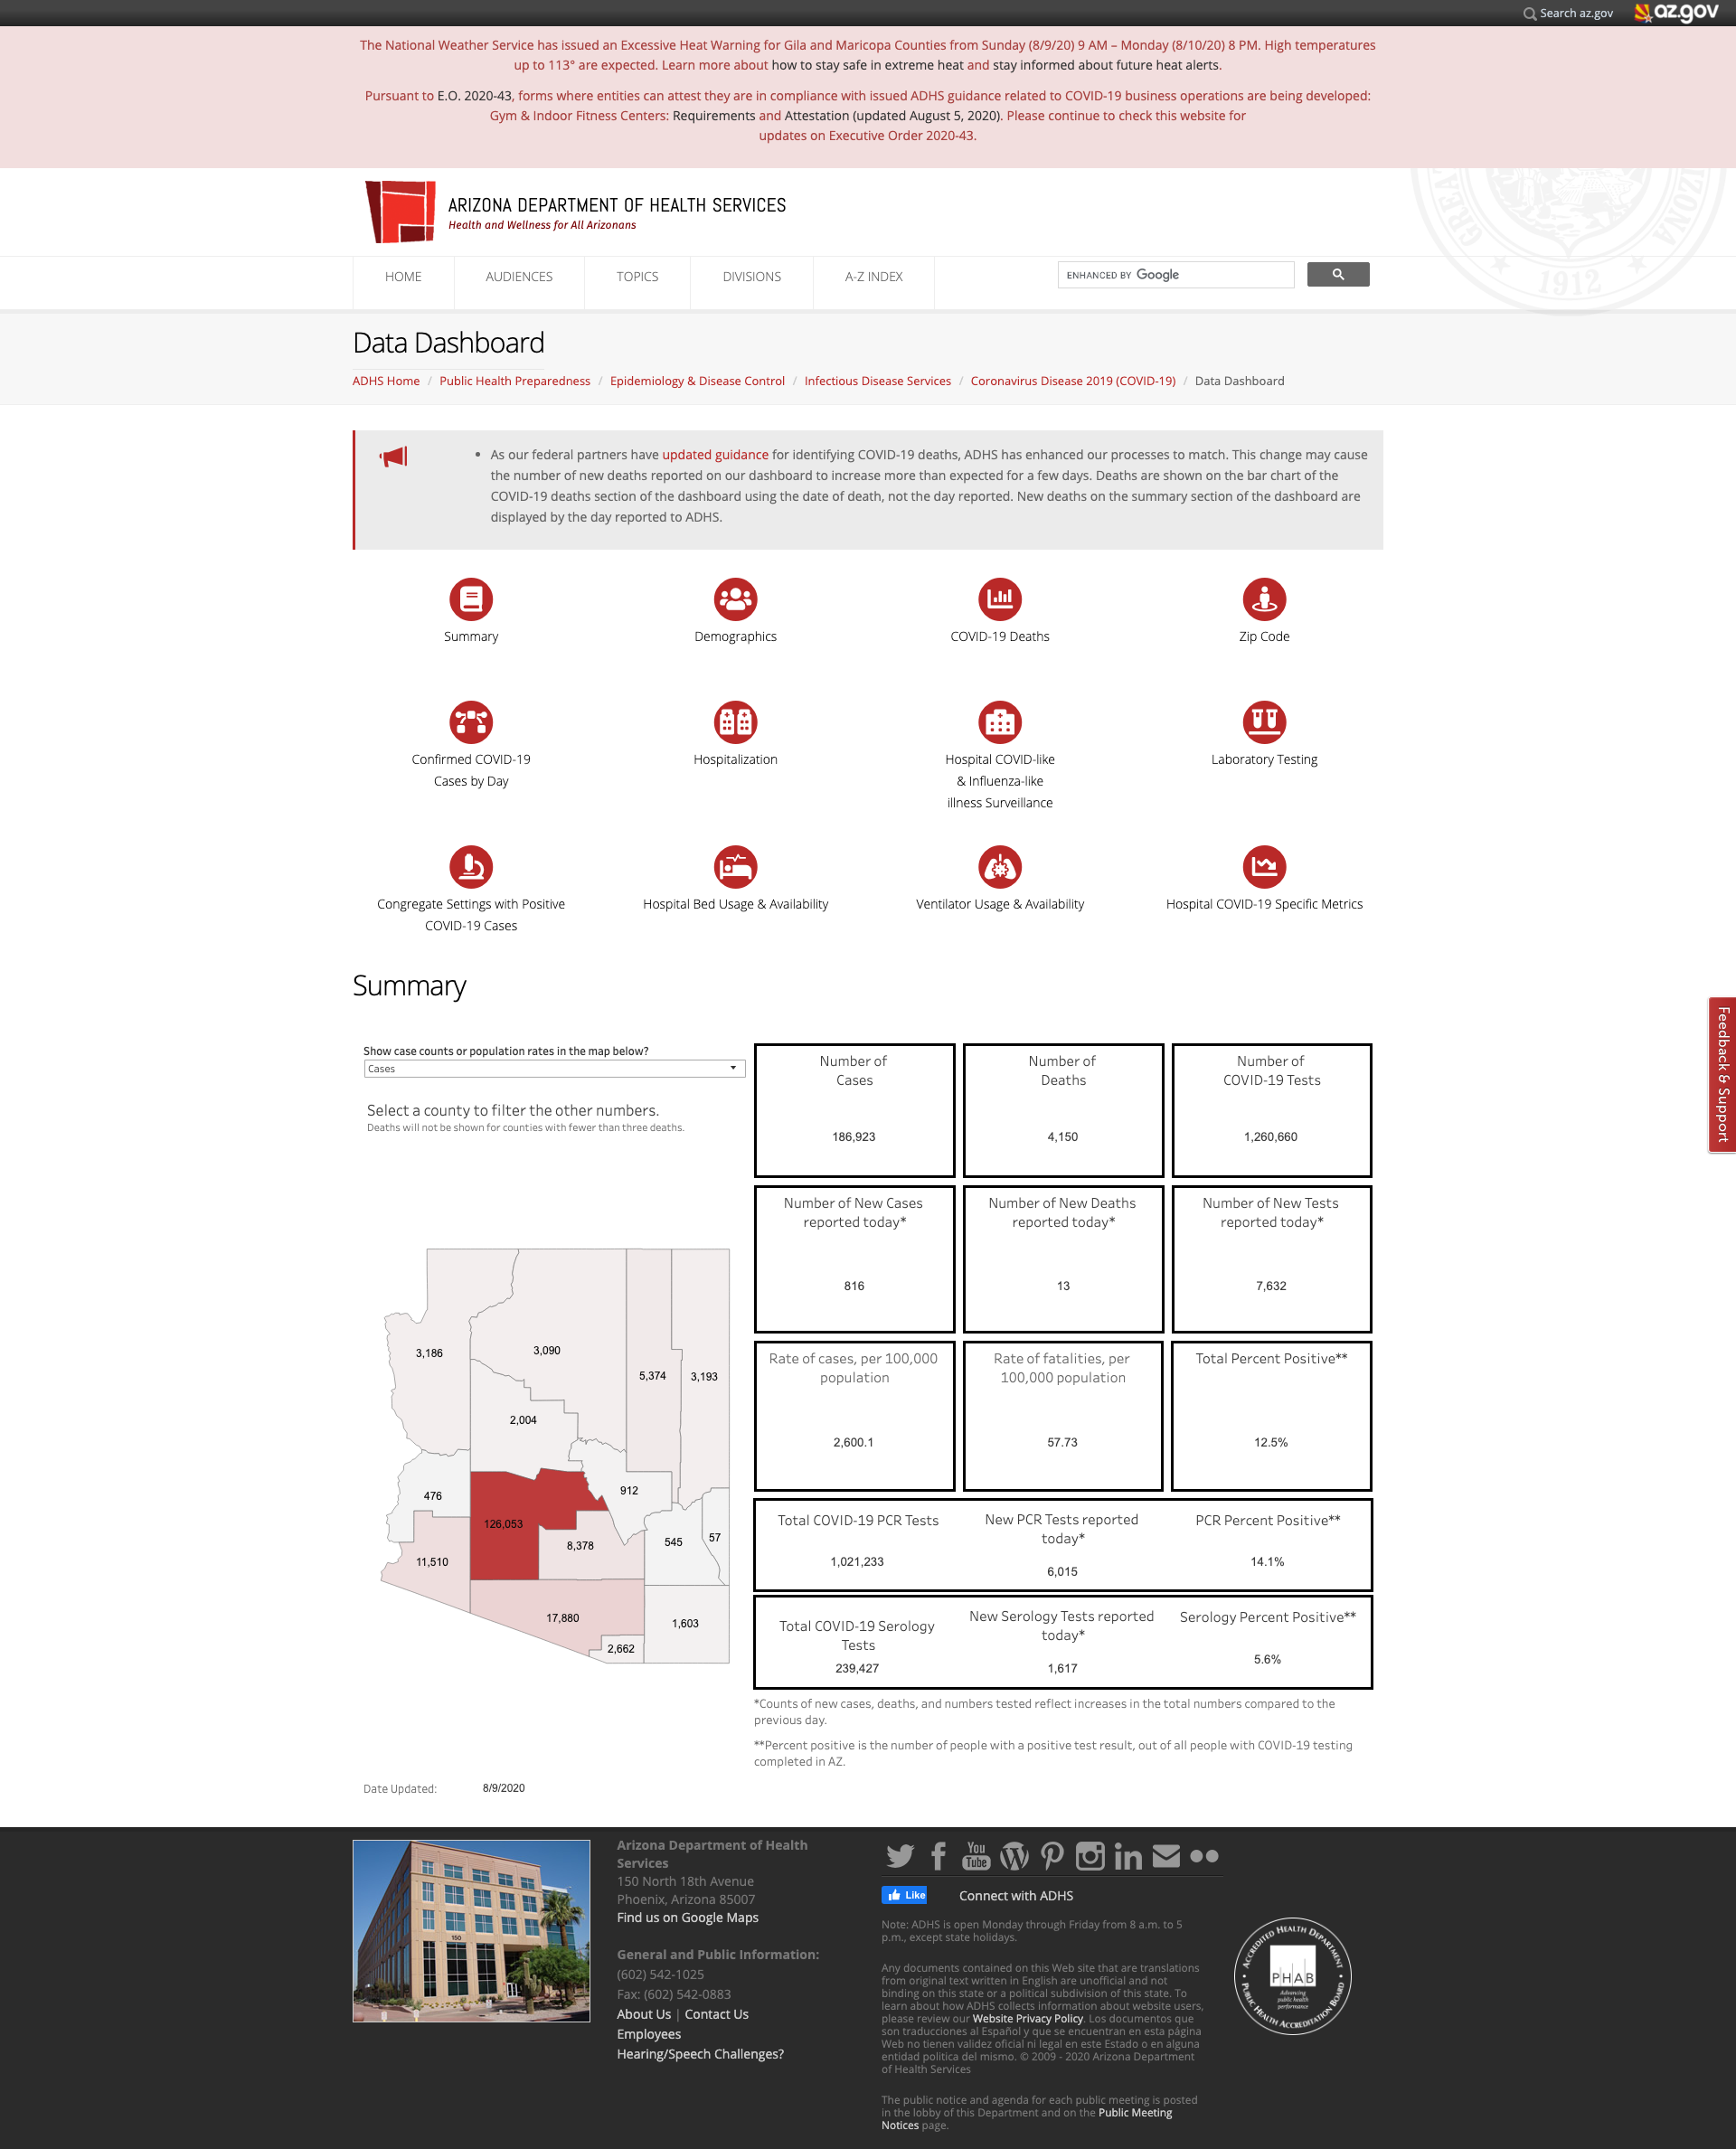 Search az.gov
az.gov
The National Weather Service has issued an Excessive Heat Warning for Gila and Maricopa Counties from Sunday (8/9/20) 9 AM – Monday (8/10/20) 8 PM. High temperatures
up to 113° are expected. Learn more about how to stay safe in extreme heat and stay informed about future heat alerts.
Pursuant to E.O. 2020-43, forms where entities can attest they are in compliance with issued ADHS guidance related to COVID-19 business operations are being developed:
Gym & Indoor Fitness Centers: Requirements and Attestation (updated August 5, 2020). Please continue to check this website for
updates on Executive Order 2020-43.
ARIZONA DEPARTMENT OF HEALTH SERVICES
Health and Wellness for All Arizonans
1912
HOME AUDIENCES TOPICS DIVISIONS A-Z INDEX
ENHANCED BY Google
Data Dashboard
ADHS Home / Public Health Preparedness / Epidemiology & Disease Control / Infectious Disease Services / Coronavirus Disease 2019 (COVID-19) / Data Dashboard
• As our federal partners have updated guidance for identifying COVID-19 deaths, ADHS has enhanced our processes to match. This change may cause
the number of new deaths reported on our dashboard to increase more than expected for a few days. Deaths are shown on the bar chart of the
COVID-19 deaths section of the dashboard using the date of death, not the day reported. New deaths on the summary section of the dashboard are
displayed by the day reported to ADHS.
Summary
Demographics
COVID-19 Deaths
Zip Code
Confirmed COVID-19
Cases by Day
Hospitalization
Hospital COVID-like
& Influenza-like
illness Surveillance
Laboratory Testing
Congregate Settings with Positive
COVID-19 Cases
Hospital Bed Usage & Availability
Ventilator Usage & Availability
Hospital COVID-19 Specific Metrics
Summary
Feedback & Support
Show case counts or population rates in the map below?
Cases
Select a county to filter the other numbers.
Deaths will not be shown for counties with fewer than three deaths.
3,186
3,090
5,374
3,193
2,004
476
912
126,053
545
57
8,378
11,510
17,880
1,603
2,662
Number of
Cases
186,923
Number of
Deaths
4,150
Number of
COVID-19 Tests
1,260,660
Number of New Cases
reported today*
816
Number of New Deaths
reported today*
13
Number of New Tests
reported today*
7,632
Rate of cases, per 100,000
population
2,600.1
Rate of fatalities, per
100,000 population
57.73
Total Percent Positive**
12.5%
Total COVID-19 PCR Tests
1,021,233
New PCR Tests reported
today*
6,015
PCR Percent Positive**
14.1%
Total COVID-19 Serology
Tests
239,427
New Serology Tests reported
today*
1,617
Serology Percent Positive**
5.6%
*Counts of new cases, deaths, and numbers tested reflect increases in the total numbers compared to the
previous day.
**Percent positive is the number of people with a positive test result, out of all people with COVID-19 testing
completed in AZ.
Date Updated: 8/9/2020
150
Arizona Department of Health
Services
150 North 18th Avenue
Phoenix, Arizona 85007
Find us on Google Maps
General and Public Information:
(602) 542-1025
Fax: (602) 542-0883
About Us | Contact Us
Employees
Hearing/Speech Challenges?
You
Tube
Like
Connect with ADHS
Note: ADHS is open Monday through Friday from 8 a.m. to 5
p.m., except state holidays.
Any documents contained on this Web site that are translations
from original text written in English are unofficial and not
binding on this state or a political subdivision of this state. To
learn about how ADHS collects information about website users,
please review our Website Privacy Policy. Los documentos que
son traducciones al Español y que se encuentran en esta página
Web no tienen validez oficial ni legal en este Estado o en alguna
entidad politica del mismo. © 2009 - 2020 Arizona Department
of Health Services
The public notice and agenda for each public meeting is posted
in the lobby of this Department and on the Public Meeting
Notices page.
ACCREDITED HEALTH DEPARTMENT
PHAB
Advancing
public health
performance
PUBLIC HEALTH ACCREDITATION BOARD